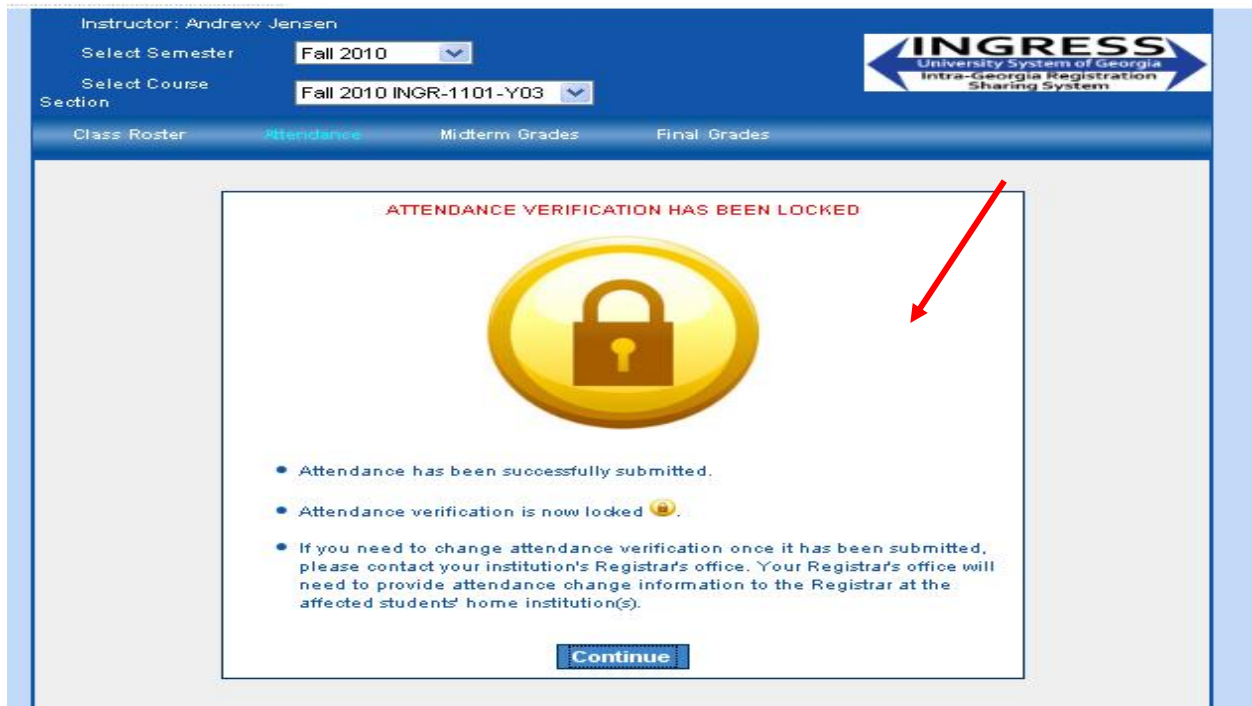 Instructor: Andrew Jensen
Select Semester
Fall 2010
Select Course
Section
Fall 2010 INGR-1101-Y03
INGRESS
University System of Georgia
Intra-Georgia Registration
Sharing System
Class Roster
Attendance
Midterm Grades
Final Grades
ATTENDANCE VERIFICATION HAS BEEN LOCKED
Attendance has been successfully submitted.
Attendance verification is now locked.
If you need to change attendance verification once it has been submitted,
please contact your institution's Registrar's office. Your Registrar's office will
need to provide attendance change information to the Registrar at the
affected students' home institution(s).
Continue